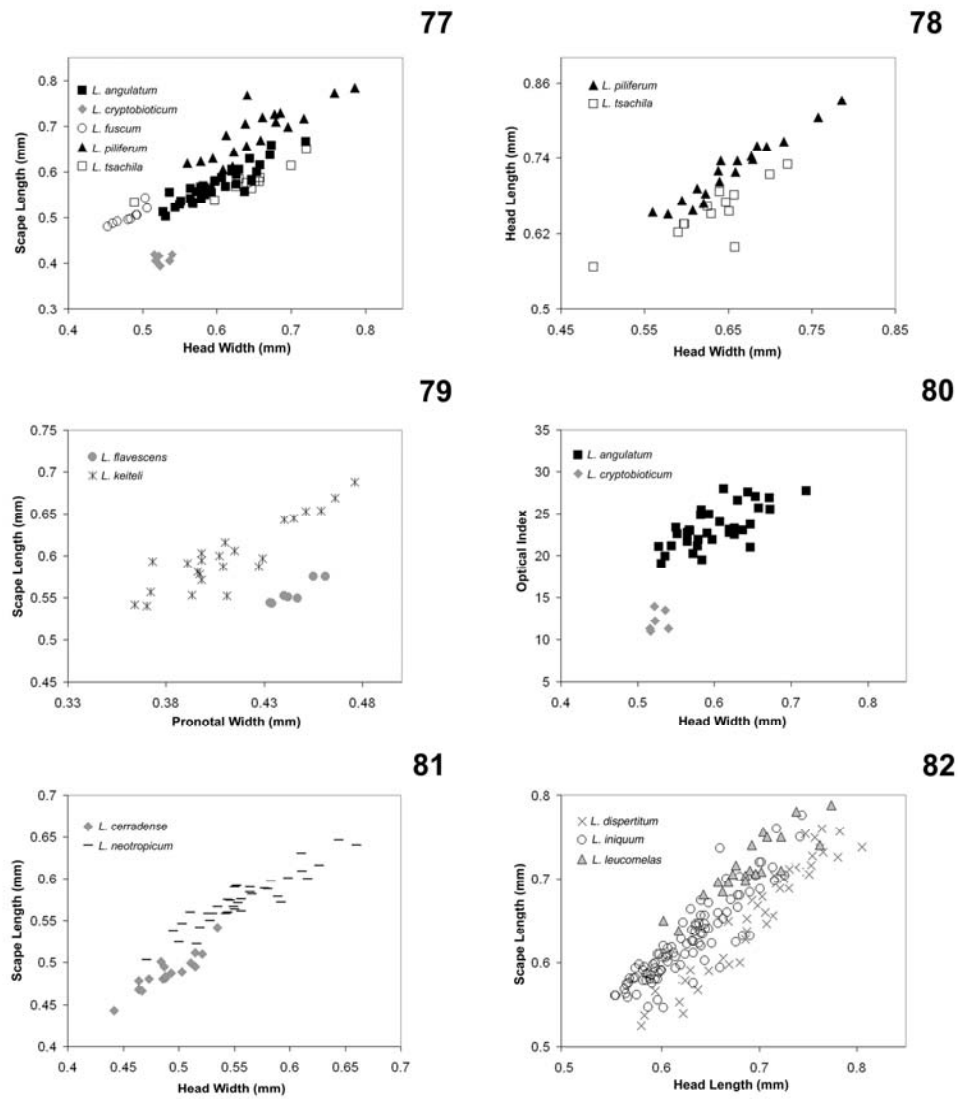 77
0.8
0.7
0.6
0.5
0.4
0.3
Scape Length (mm)
L. angulatum
L. cryptobioticum
L. fuscum
L. piliferum
L. tsachila
0.4 0.5 0.6 0.7 0.8
Head Width (mm)
78
0.86
0.74
0.62
0.5
Head Length (mm)
L. piliferum
L. tsachila
0.45 0.55 0.65 0.75 0.85
Head Width (mm)
79
0.75
0.7
0.65
0.6
0.55
0.5
0.45
Scape Length (mm)
L. flavescens
L. keiteli
0.33 0.38 0.43 0.48
Pronotal Width (mm)
80
35
30
25
20
15
10
5
Optical Index
L. angulatum
L. cryptobioticum
0.4 0.5 0.6 0.7 0.8
Head Width (mm)
81
0.7
0.65
0.6
0.55
0.5
0.45
0.4
Scape Length (mm)
L. cerradense
L. neotropicum
0.4 0.45 0.5 0.55 0.6 0.65 0.7
Head Width (mm)
82
0.8
0.7
0.6
0.5
Scape Length (mm)
L. dispertitum
L. iniquum
L. leucomelas
0.5 0.6 0.7 0.8
Head Length (mm)